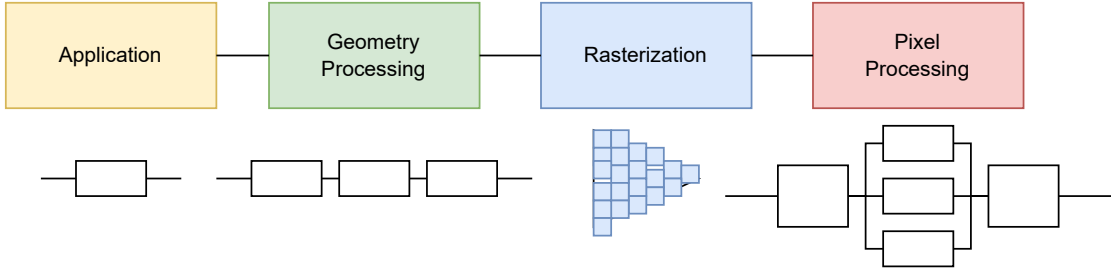 Application
Geometry
Processing
Rasterization
Pixel
Processing